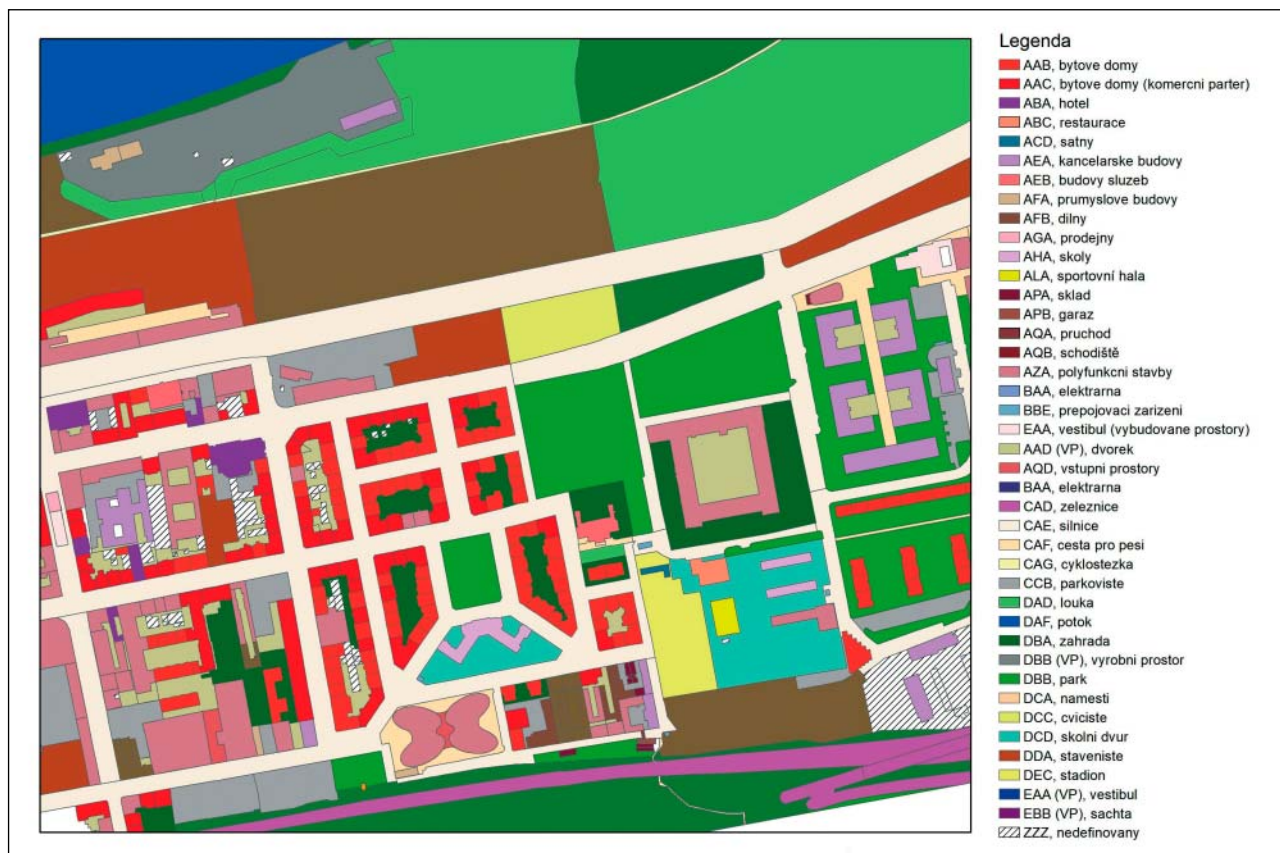 Legenda
AAB, bytove domy
AAC, bytove domy (komercni parter)
ABA, hotel
ABC, restaurace
ACD, satny
AEA, kancelarske budovy
AEB, budovy sluzeb
AFA, prumyslove budovy
AFB, dilny
AGA, prodejny
AHA, skoly
ALA, sportovní hala
APA, sklad
APB, garaz
AQA, pruchod
AQB, schodiště
AZA, polyfunkcni stavby
BAA, elektrarna
BBE, prepojovaci zarizeni
EAA, vestibul (vybudovane prostory)
AAD (VP), dvorek
AQD, vstupni prostory
BAA, elektrarna
CAD, zeleznice
CAE, silnice
CAF, cesta pro pesi
CAG, cyklostezka
CCB, parkoviste
DAD, louka
DAF, potok
DBA, zahrada
DBB (VP), vyrobni prostor
DBB, park
DCA, namesti
DCC, cviciste
DCD, skolni dvur
DDA, staveniste
DEC, stadion
EAA (VP), vestibul
EBB (VP), sachta
ZZZ, nedefinovany